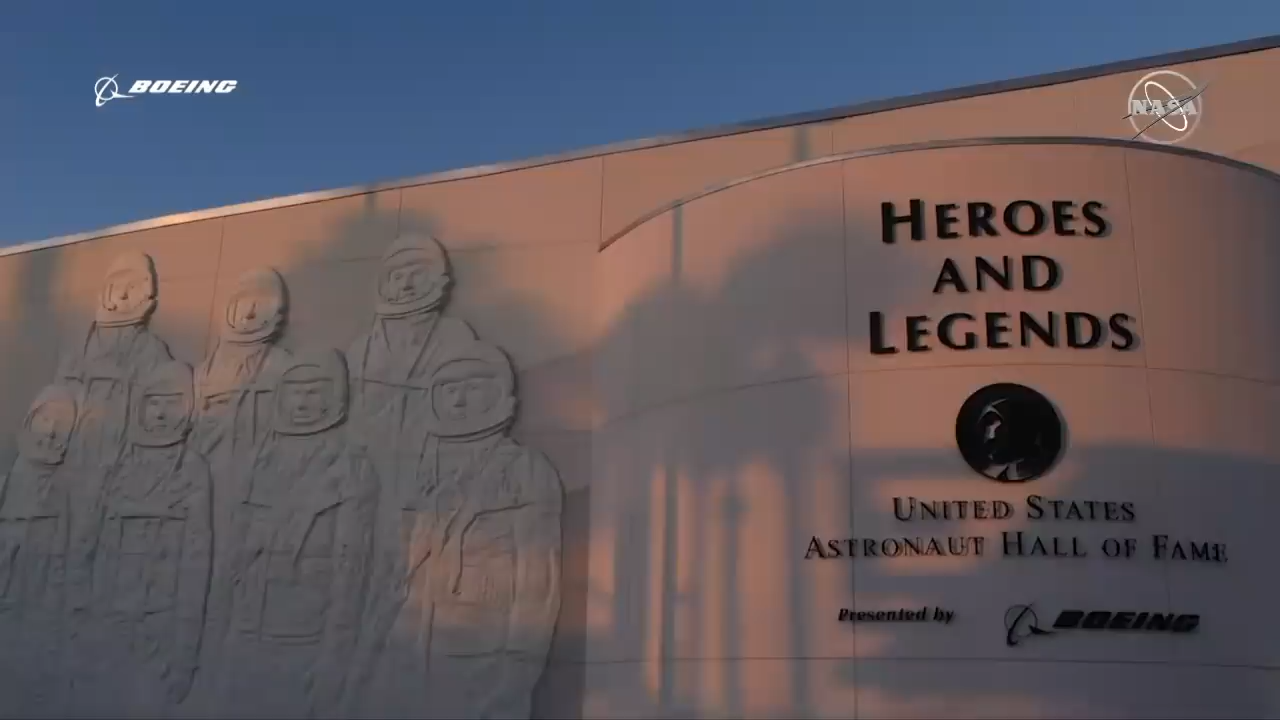 BOEING
NASA
HEROES
AND
LEGENDS
UNITED STATES
ASTRONAUT HALL OF FAME
Presented by BOEING